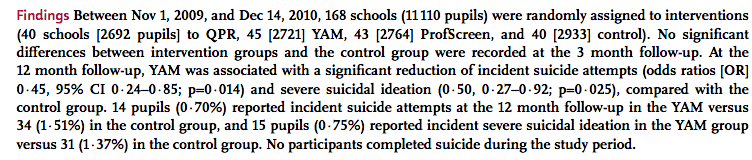 Findings Between Nov 1, 2009, and Dec 14, 2010, 168 schools (11 110 pupils) were randomly assigned to interventions
(40 schools [2692 pupils] to QPR, 45 [2721] YAM, 43 [2764] ProfScreen, and 40 [2933] control). No significant
differences between intervention groups and the control group were recorded at the 3 month follow-up. At the
12 month follow-up, YAM was associated with a significant reduction of incident suicide attempts (odds ratios [OR]
0·45, 95% CI 0·24–0·85; p=0·014) and severe suicidal ideation (0·50, 0·27–0·92; p=0·025), compared with the
control group. 14 pupils (0·70%) reported incident suicide attempts at the 12 month follow-up in the YAM versus
34 (1·51%) in the control group, and 15 pupils (0·75%) reported incident severe suicidal ideation in the YAM group
versus 31 (1·37%) in the control group. No participants completed suicide during the study period.